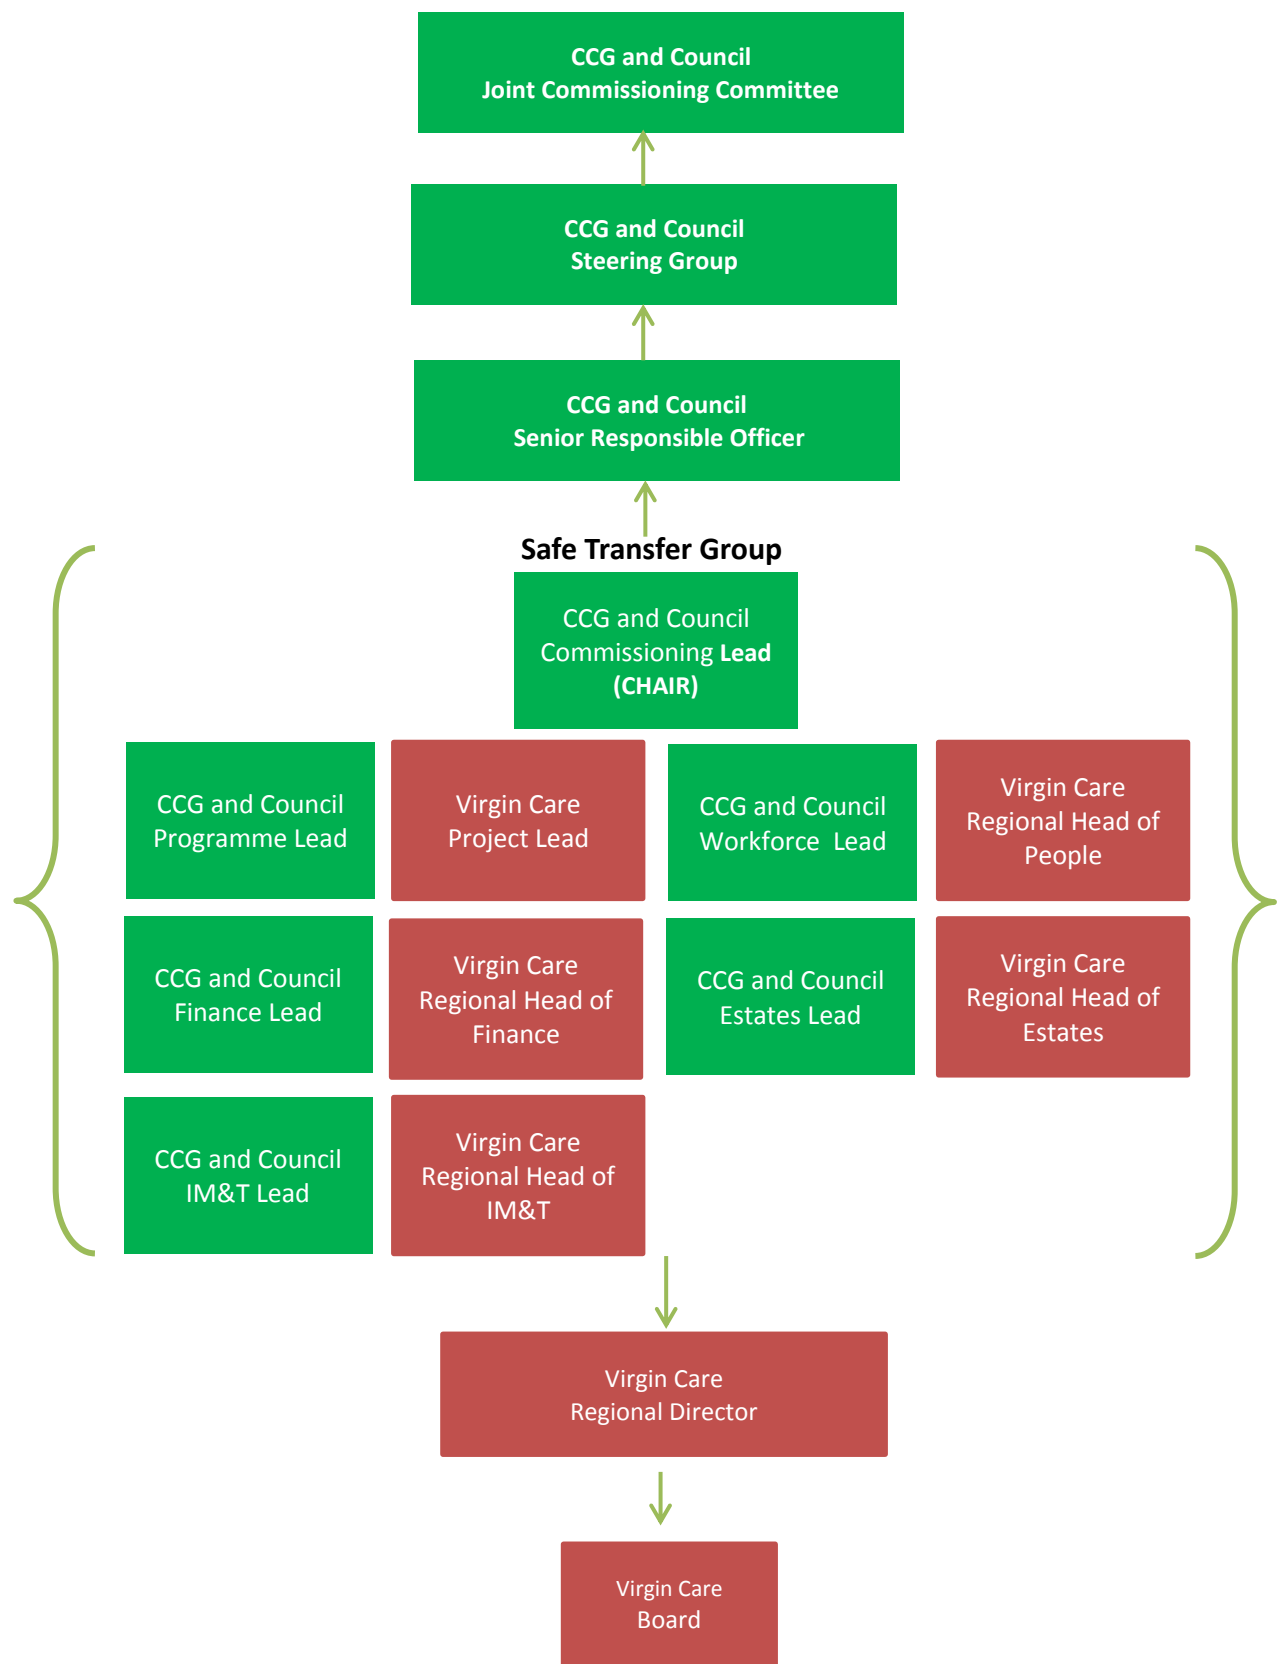 CCG and Council
Joint Commissioning Committee
CCG and Council
Steering Group
CCG and Council
Senior Responsible Officer
Safe Transfer Group
CCG and Council
Commissioning Lead
(CHAIR)
CCG and Council
Programme Lead
Virgin Care
Project Lead
CCG and Council
Workforce  Lead
Virgin Care
Regional Head of
People
CCG and Council
Finance Lead
Virgin Care
Regional Head of
Finance
CCG and Council
Estates Lead
Virgin Care
Regional Head of
Estates
CCG and Council
IM&T Lead
Virgin Care
Regional Head of
IM&T
Virgin Care
Regional Director
Virgin Care
Board